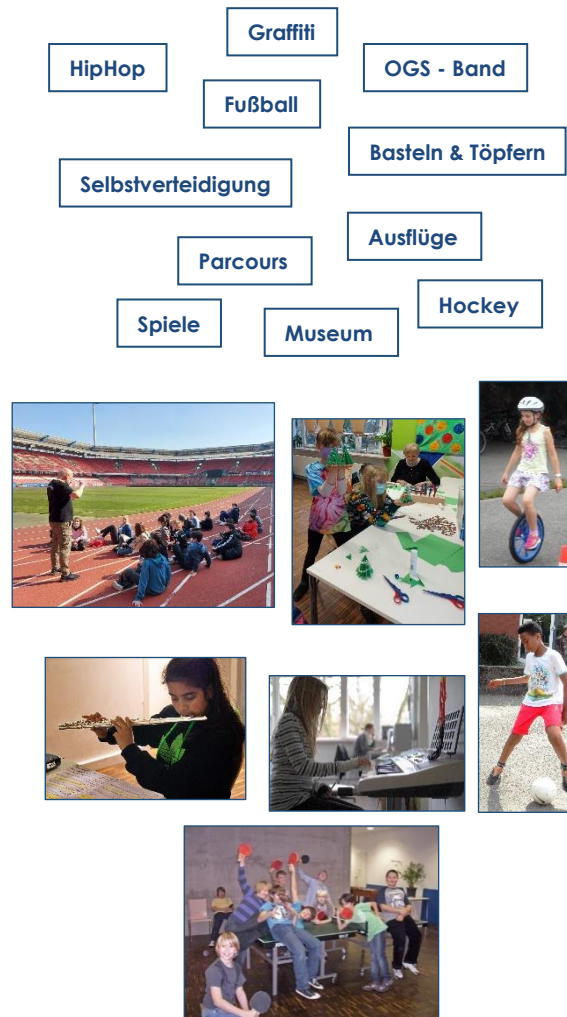 Graffiti
HipHop
OGS - Band
Fußball
Basteln & Töpfern
Selbstverteidigung
Ausflüge
Parcours
Hockey
Spiele
Museum